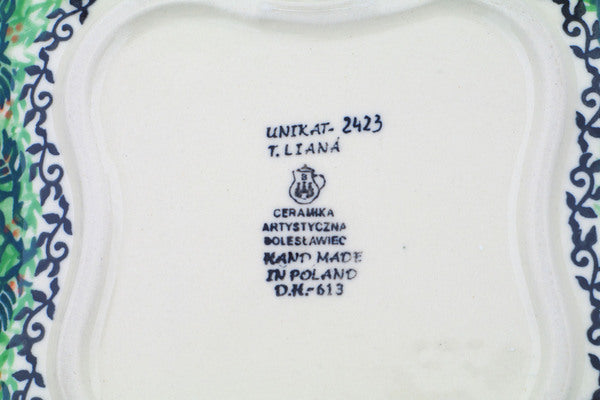 UNIKAT- 2423
T. LIANA
CERAMIKA
ARTYSTYCZNA
BOLESŁAWIEC
HAND MADE
IN POLAND
D.H.-613